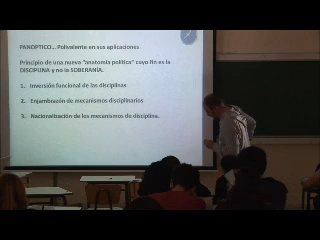 PANOPTICO... Polivalente en sus aplicaciones
Principio de una nueva "anatomía política" cuyo fin es la
DISCIPLINA y no la SOBERANÍA.
1. Inversión funcional de las disciplinas
2. Enjambrazón de mecanismos disciplinarios
3. Nacionalización de los mecanismos de disciplina.